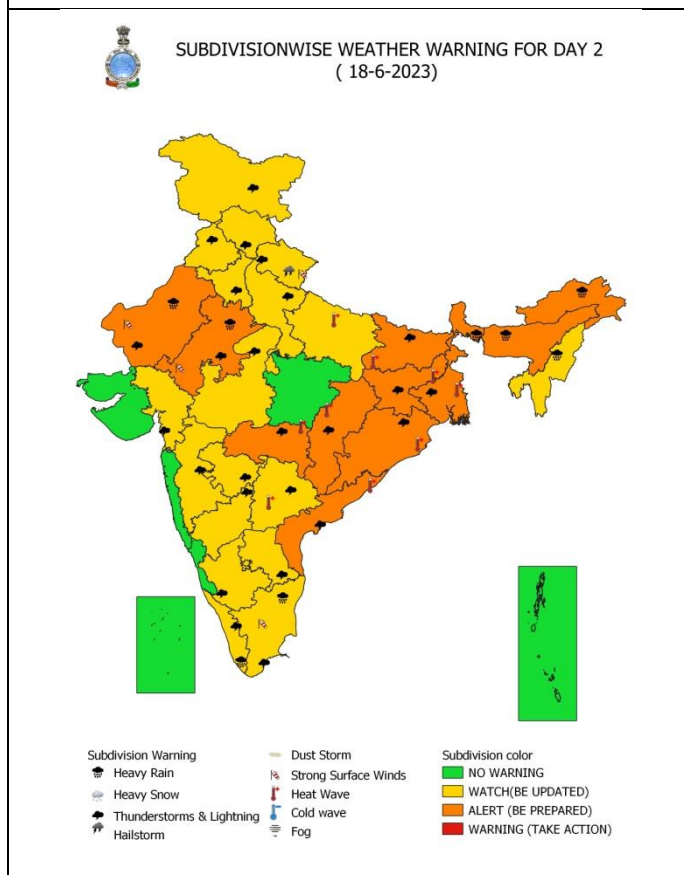 SUBDIVISIONWISE WEATHER WARNING FOR DAY 2
( 18-6-2023)
Subdivision Warning
Heavy Rain
Heavy Snow
Thunderstorms & Lightning
Hailstorm
Dust Storm
Strong Surface Winds
Heat Wave
Cold wave
Fog
Subdivision color
NO WARNING
WATCH(BE UPDATED)
ALERT (BE PREPARED)
WARNING (TAKE ACTION)